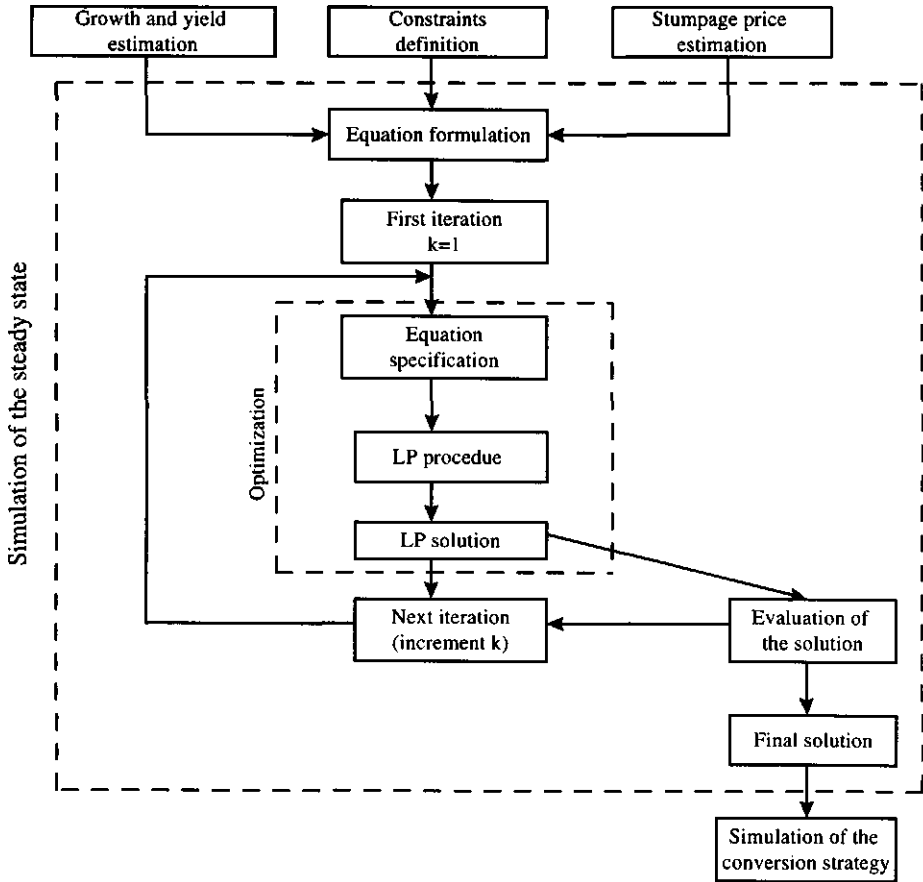 Growth and yield
estimation
Constraints
definition
Stumpage price
estimation
Equation formulation
First iteration
k=1
Equation
specification
LP procedue
LP solution
Optimization
Simulation of the steady state
Next iteration
(increment k)
Evaluation of
the solution
Final solution
Simulation of the
conversion strategy